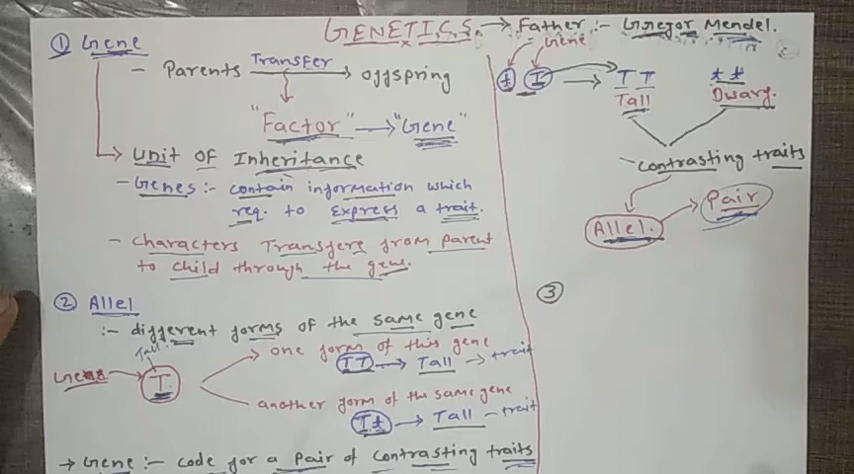 GENETICS. → Father :- Gregor Mendel.
① Gene
- Parents Transfer → offspring
"Factor" → "Gene"
→ Unit of Inheritance
- Genes :- contain information which
req. to Express a trait.
- characters Transfere from parent
to child through the gene.
② Allel
:- different forms of the same gene
Tall
Genes → T
one form of this gene
TT → Tall → trait
another form of the same gene
Tt → Tall - trait
→ Gene :- code for a pair of contrasting traits
Gene
t T → TT tt
Tall Dwarf.
- contrasting traits
Allel. → Pair
③